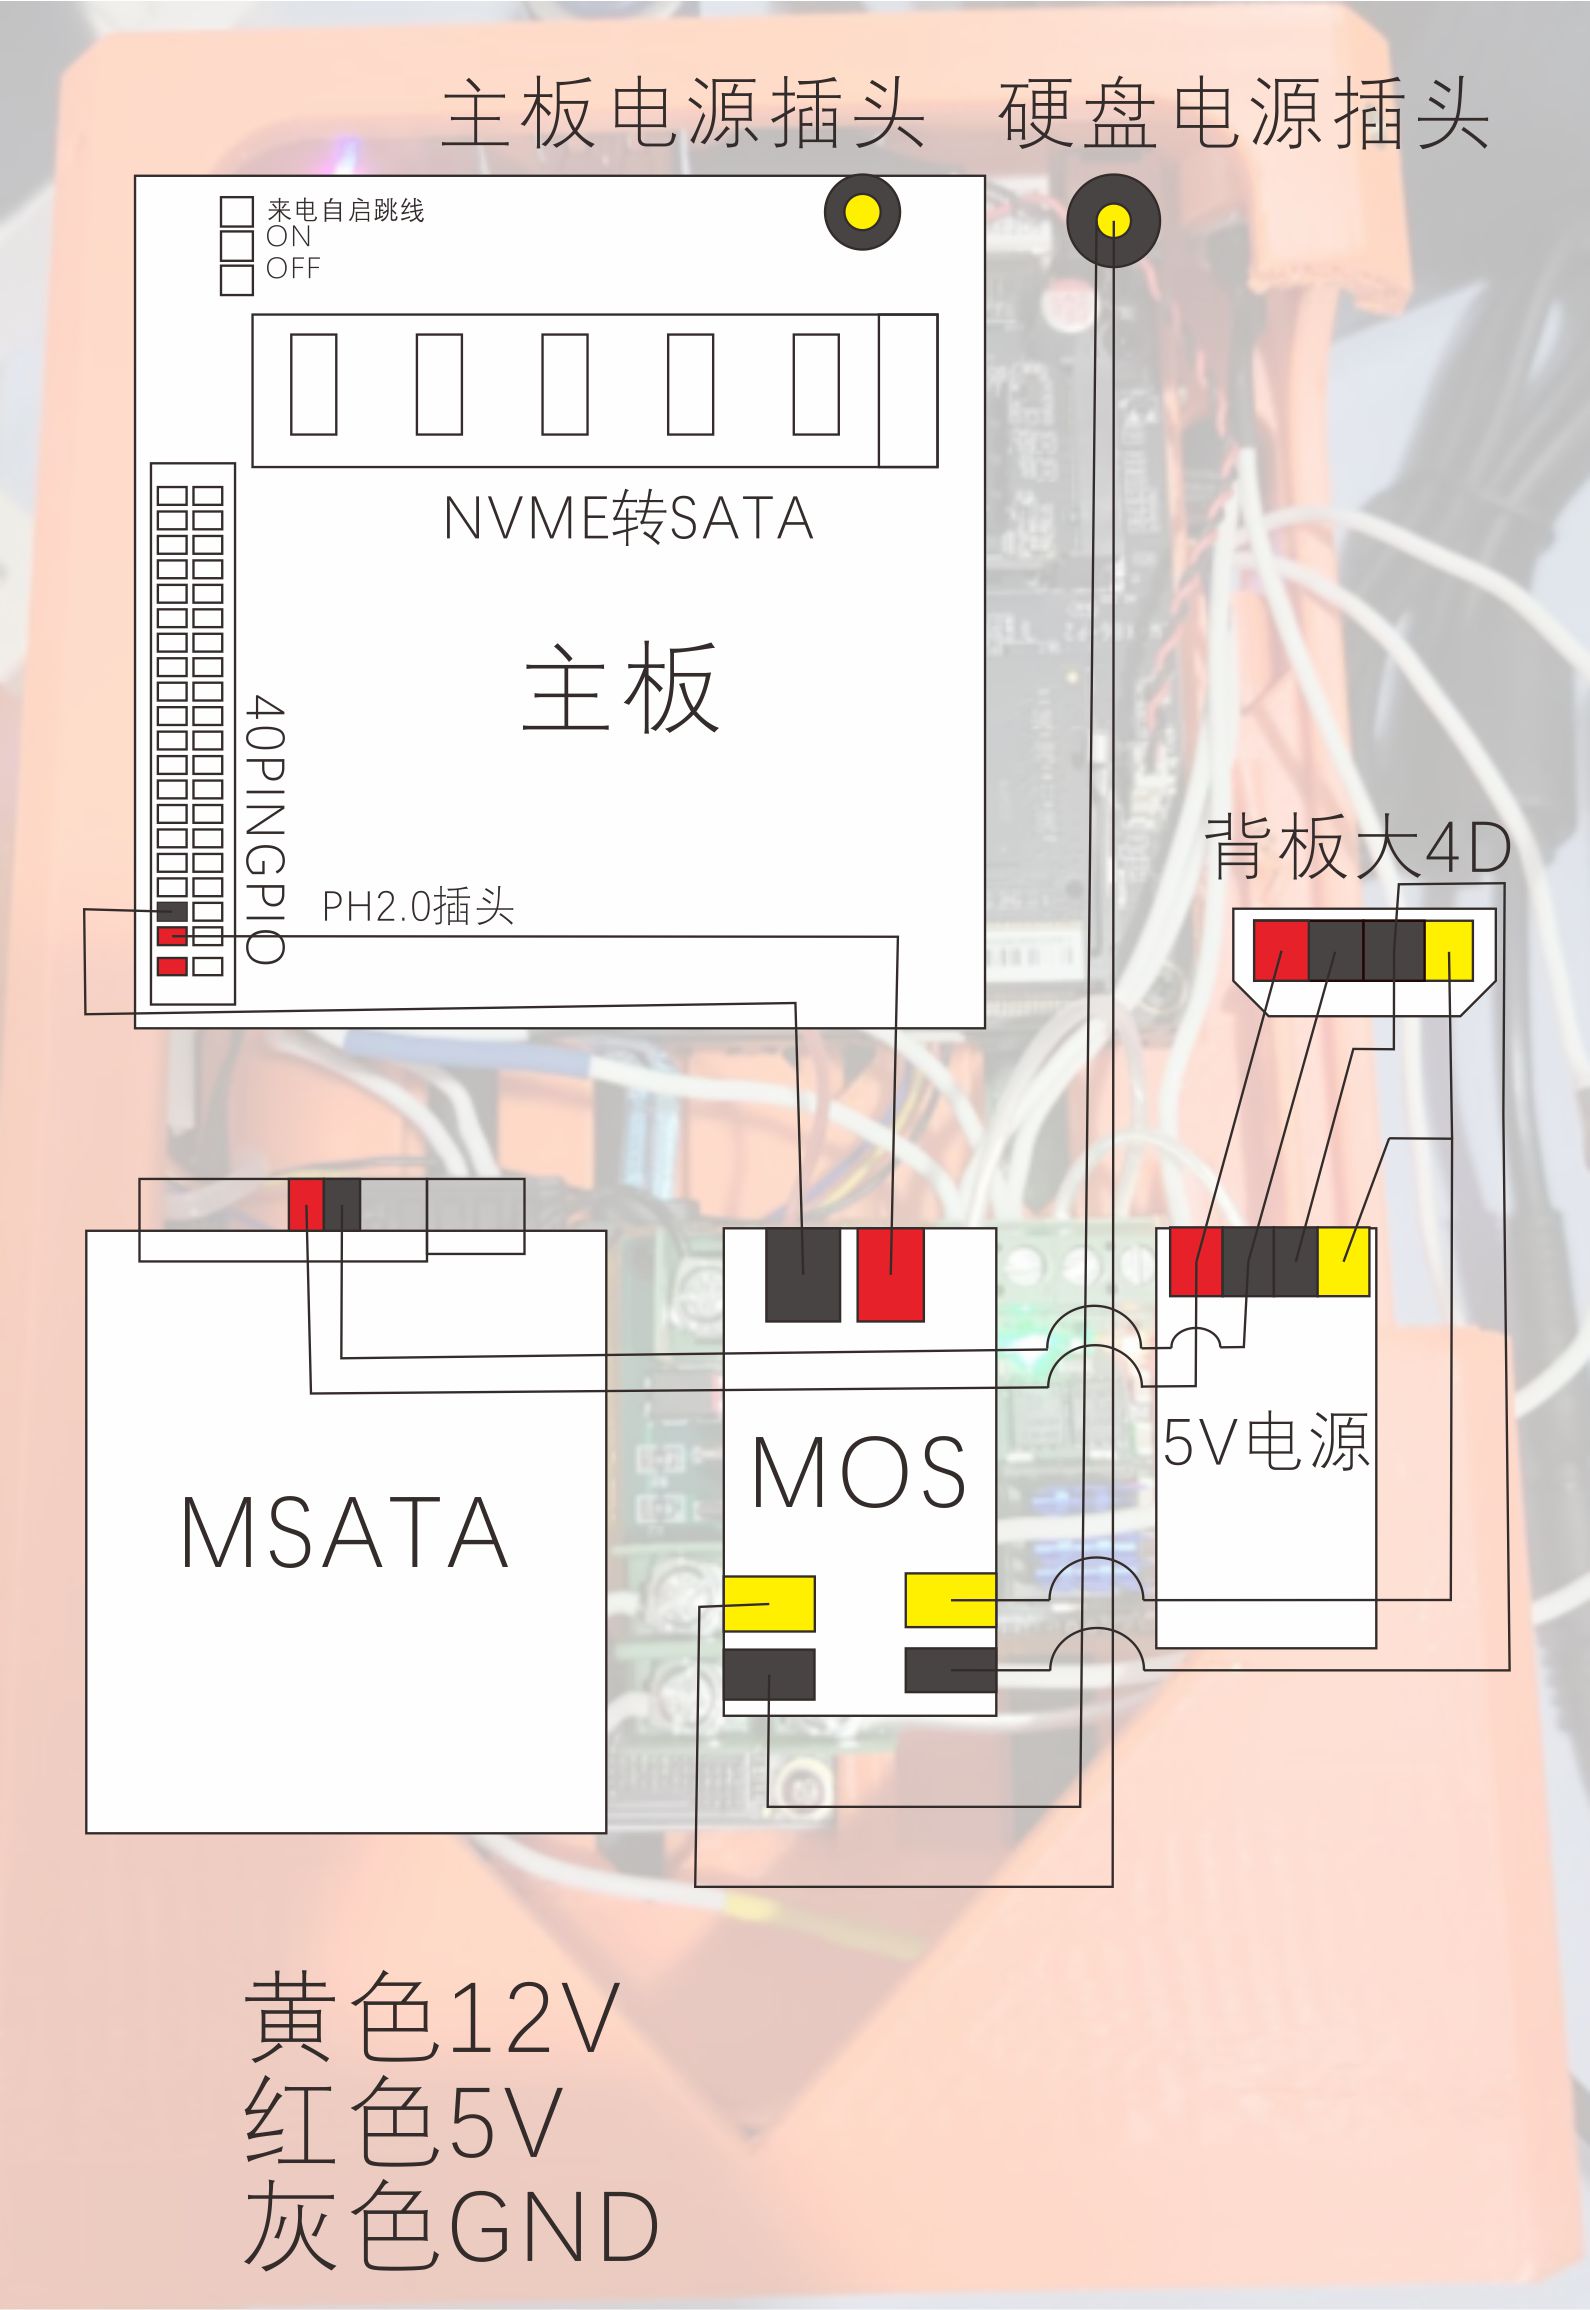 主板电源插头 硬盘电源插头
来电自启跳线
ON
OFF
NVME转SATA
主板
40PINGPIO
PH2.0插头
背板大4D
5V电源
MOS
MSATA
黄色12V
红色5V
灰色GND